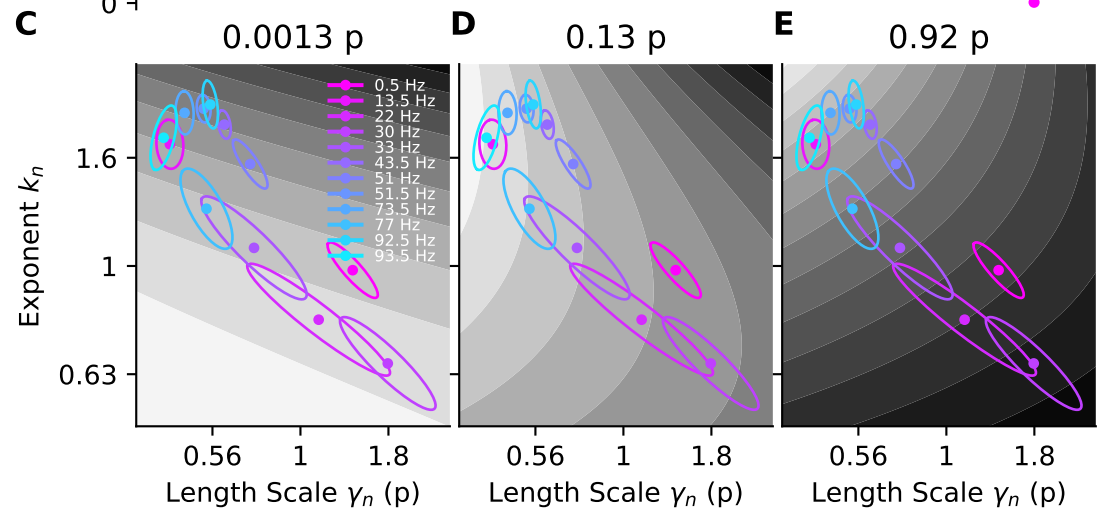 0
C
0.0013 p
D
0.13 p
E
0.92 p
0.5 Hz
13.5 Hz
22 Hz
30 Hz
33 Hz
43.5 Hz
51 Hz
51.5 Hz
73.5 Hz
77 Hz
92.5 Hz
93.5 Hz
Exponent kₙ
1.6
1
0.63
0.56 1 1.8
0.56 1 1.8
0.56 1 1.8
Length Scale γₙ (p)
Length Scale γₙ (p)
Length Scale γₙ (p)